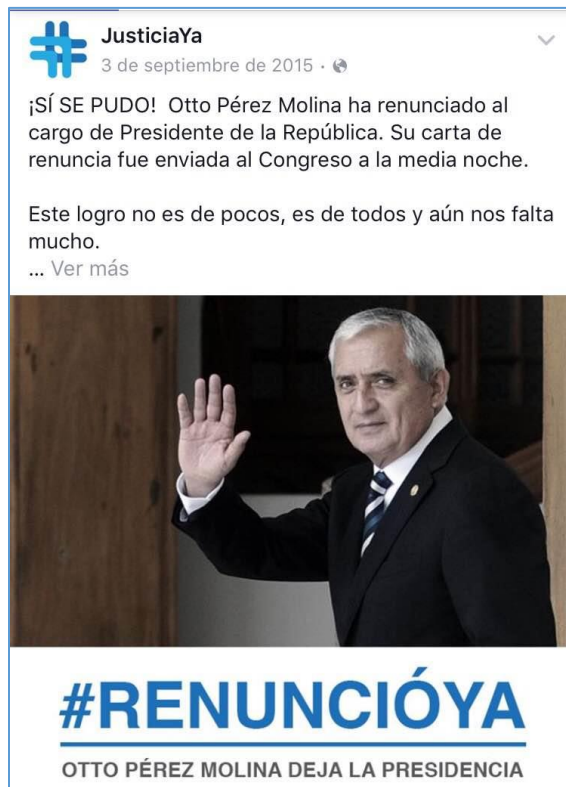 JusticiaYa
3 de septiembre de 2015 ·
¡SÍ SE PUDO!  Otto Pérez Molina ha renunciado al
cargo de Presidente de la República. Su carta de
renuncia fue enviada al Congreso a la media noche.
Este logro no es de pocos, es de todos y aún nos falta
mucho.
... Ver más
#RENUNCIÓYA
OTTO PÉREZ MOLINA DEJA LA PRESIDENCIA